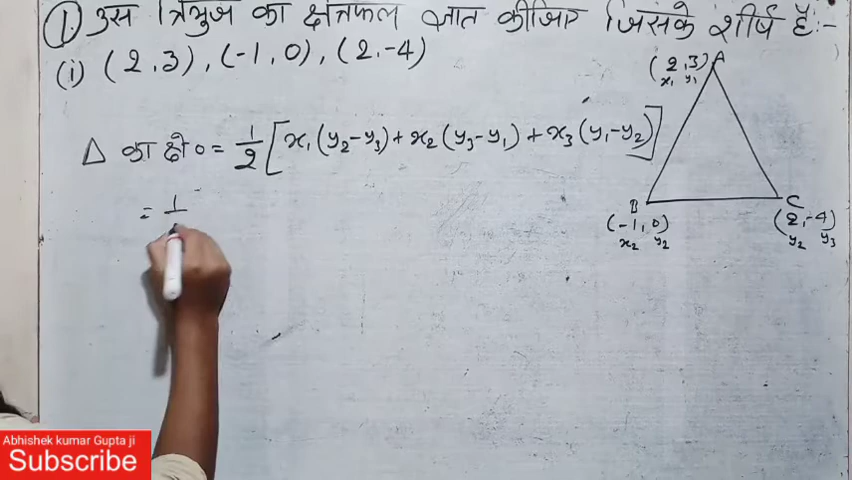 ① उस त्रिभुज का क्षेत्रफल ज्ञात कीजिए जिसके शीर्ष हैं:-
(i) (2,3), (-1,0), (2,-4)
(2,3) A
x₁ y₁
△ का क्षे० = 1/2 [x₁(y₂-y₃)+x₂(y₃-y₁)+x₃(y₁-y₂)]
= 1
B C
(-1,0) (2,-4)
x₂ y₂ y₂ y₃
Abhishek kumar Gupta ji
Subscribe